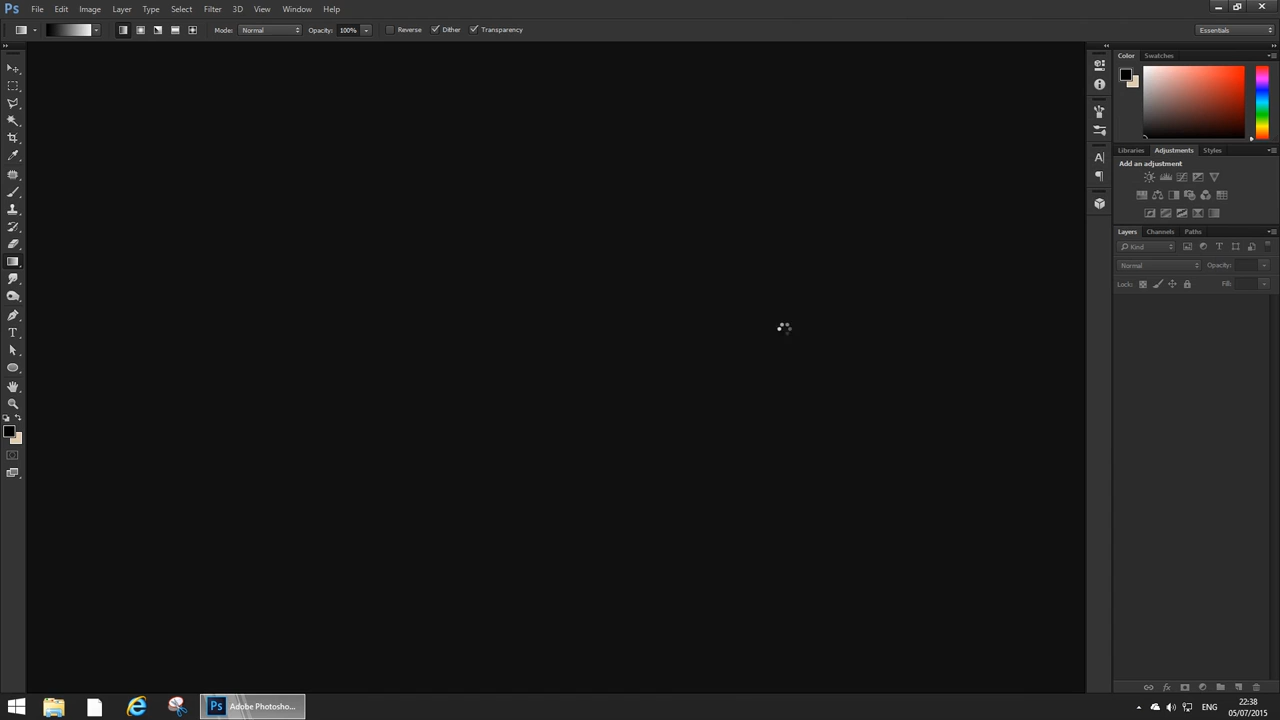 Ps File Edit Image Layer Type Select Filter 3D View Window Help
Mode: Normal Opacity: 100% Reverse Dither Transparency Essentials
Color Swatches
Libraries Adjustments Styles
Add an adjustment
Layers Channels Paths
Kind
Normal Opacity:
Lock: Fill:
Ps Adobe Photosho... ENG 22:38
05/07/2015